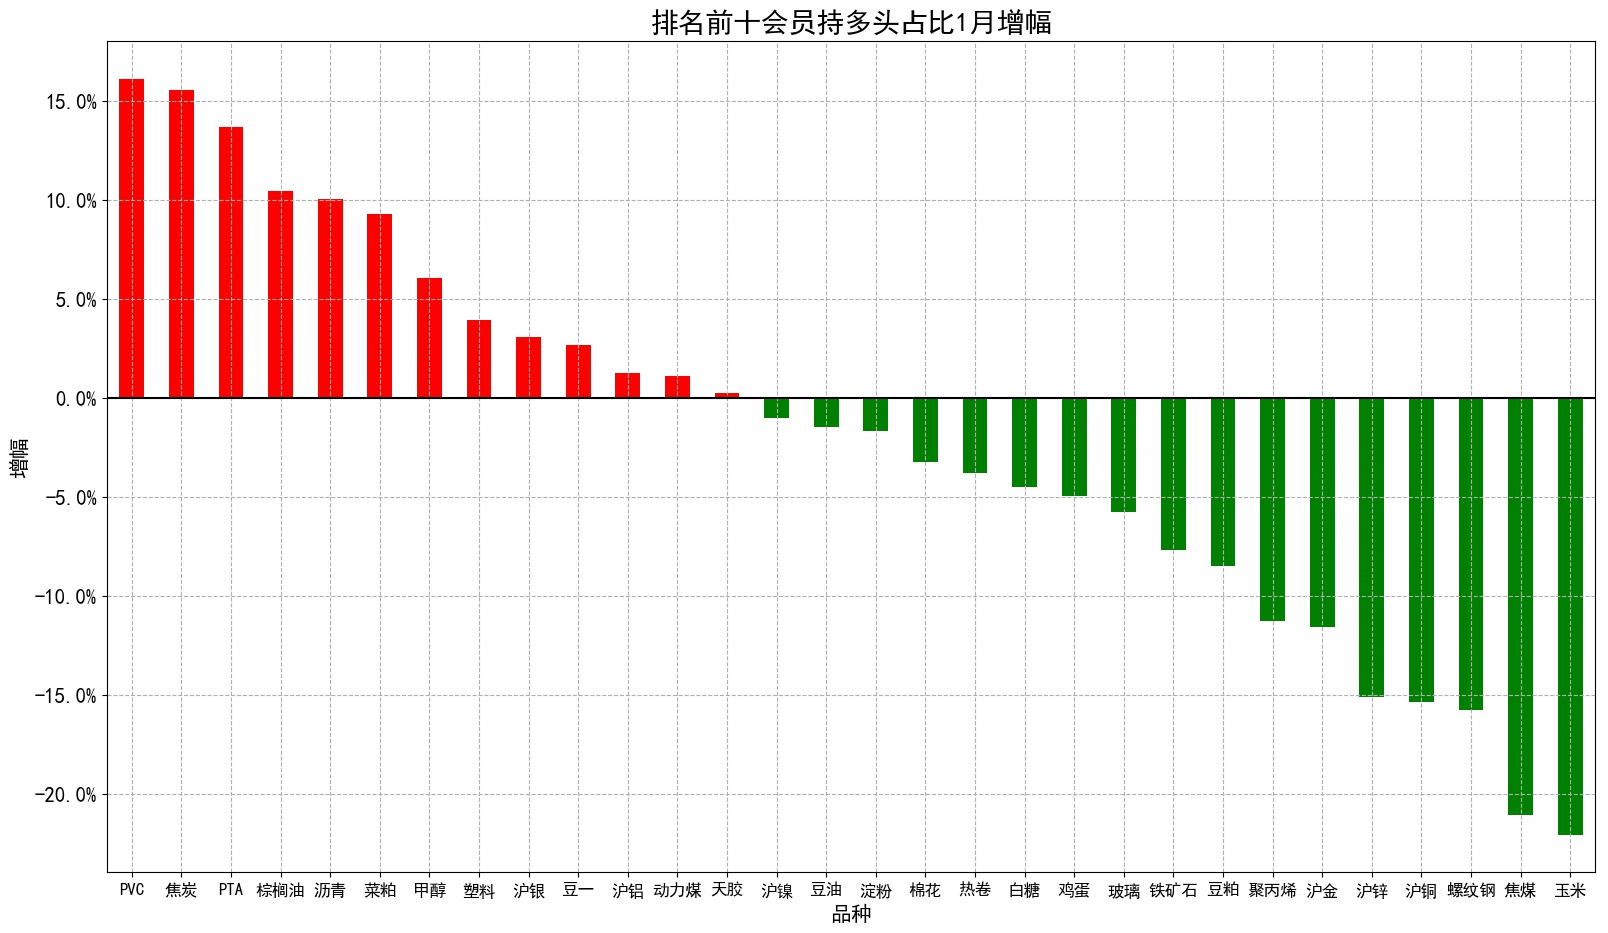 排名前十会员持多头占比1月增幅
增幅
15.0%
10.0%
5.0%
0.0%
−5.0%
−10.0%
−15.0%
−20.0%
PVC 焦炭 PTA 棕榈油 沥青 菜粕 甲醇 塑料 沪银 豆一 沪铝 动力煤 天胶 沪镍 豆油 淀粉 棉花 热卷 白糖 鸡蛋 玻璃 铁矿石 豆粕 聚丙烯 沪金 沪锌 沪铜 螺纹钢 焦煤 玉米
品种